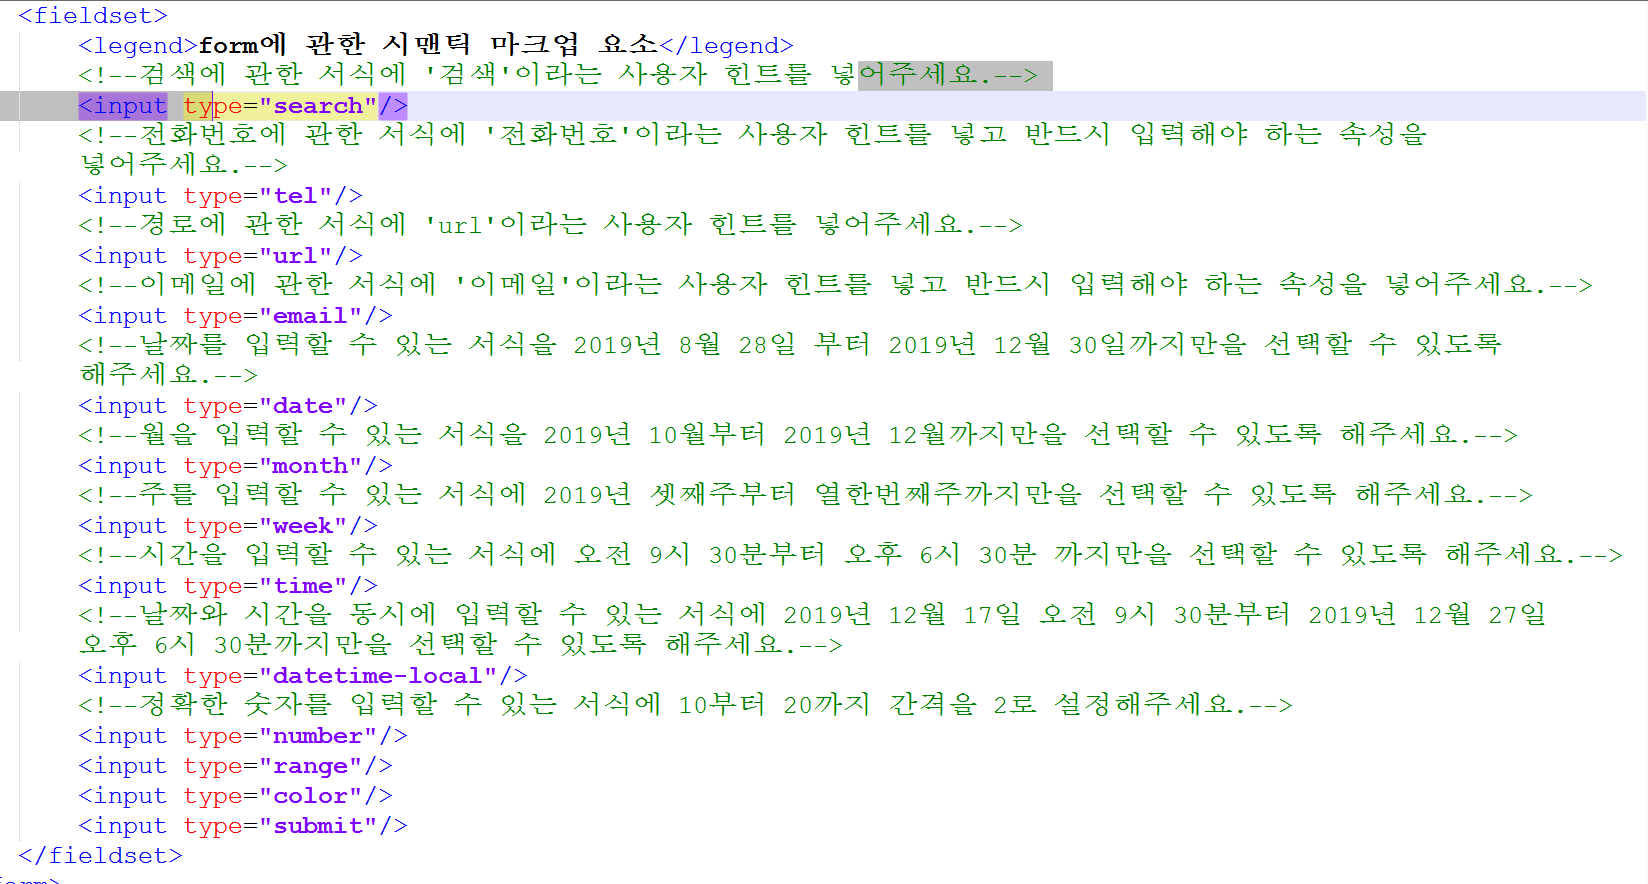 <fieldset>
<legend>form에 관한 시맨틱 마크업 요소</legend>
<!--검색에 관한 서식에 '검색'이라는 사용자 힌트를 넣어주세요.-->
<input type="search"/>
<!--전화번호에 관한 서식에 '전화번호'이라는 사용자 힌트를 넣고 반드시 입력해야 하는 속성을
넣어주세요.-->
<input type="tel"/>
<!--경로에 관한 서식에 'url'이라는 사용자 힌트를 넣어주세요.-->
<input type="url"/>
<!--이메일에 관한 서식에 '이메일'이라는 사용자 힌트를 넣고 반드시 입력해야 하는 속성을 넣어주세요.-->
<input type="email"/>
<!--날짜를 입력할 수 있는 서식을 2019년 8월 28일 부터 2019년 12월 30일까지만을 선택할 수 있도록
해주세요.-->
<input type="date"/>
<!--월을 입력할 수 있는 서식을 2019년 10월부터 2019년 12월까지만을 선택할 수 있도록 해주세요.-->
<input type="month"/>
<!--주를 입력할 수 있는 서식에 2019년 셋째주부터 열한번째주까지만을 선택할 수 있도록 해주세요.-->
<input type="week"/>
<!--시간을 입력할 수 있는 서식에 오전 9시 30분부터 오후 6시 30분 까지만을 선택할 수 있도록 해주세요.-->
<input type="time"/>
<!--날짜와 시간을 동시에 입력할 수 있는 서식에 2019년 12월 17일 오전 9시 30분부터 2019년 12월 27일
오후 6시 30분까지만을 선택할 수 있도록 해주세요.-->
<input type="datetime-local"/>
<!--정확한 숫자를 입력할 수 있는 서식에 10부터 20까지 간격을 2로 설정해주세요.-->
<input type="number"/>
<input type="range"/>
<input type="color"/>
<input type="submit"/>
</fieldset>